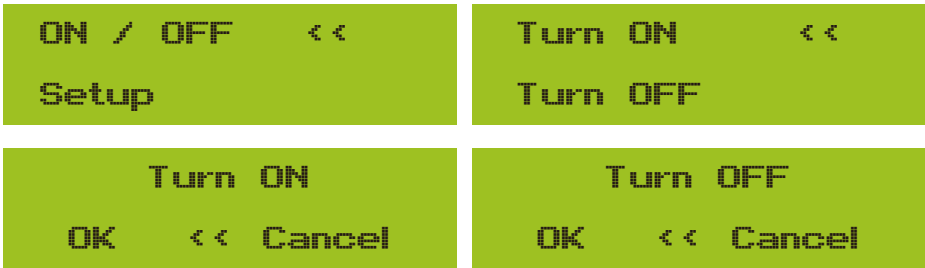 ON / OFF <<
Setup
Turn ON <<
Turn OFF
Turn ON
OK << Cancel
Turn OFF
OK << Cancel